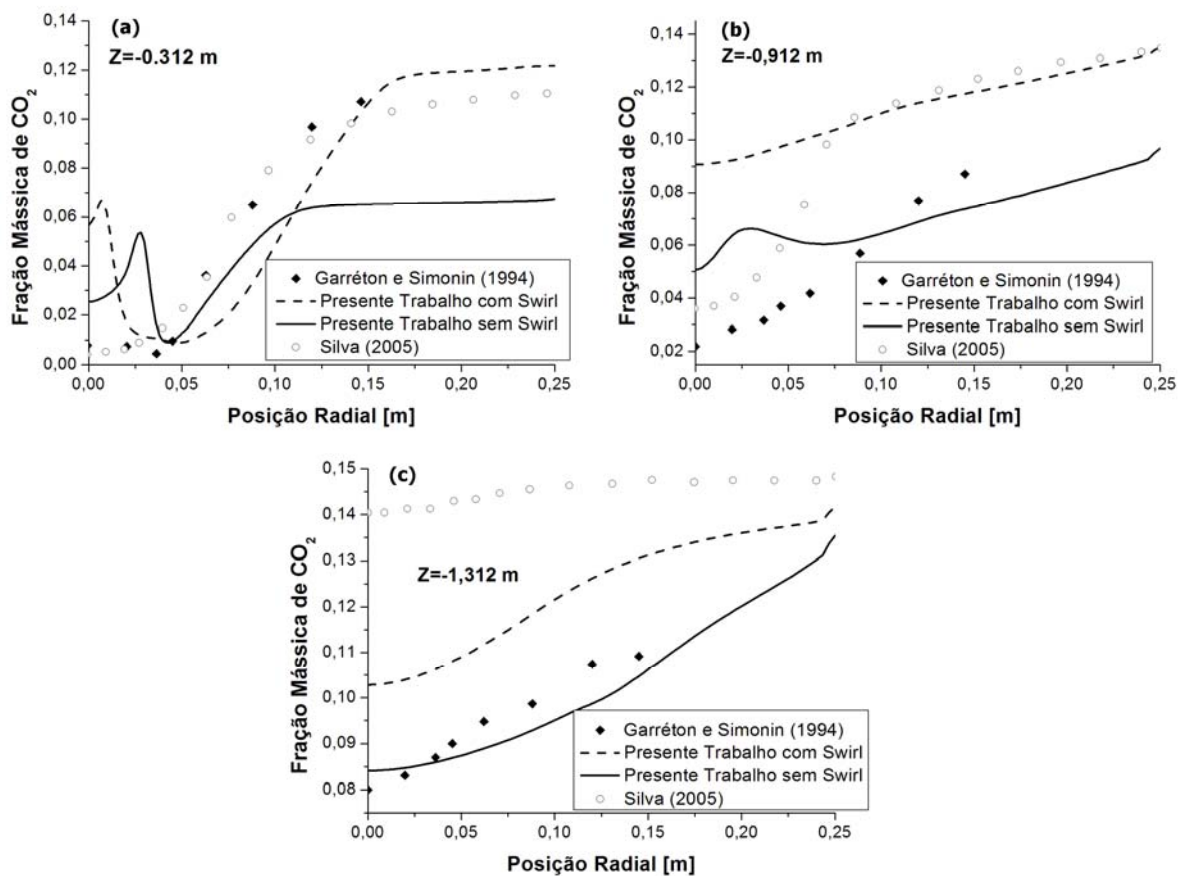 (a)
Z=-0.312 m
Fração Mássica de CO2
0,14
0,12
0,10
0,08
0,06
0,04
0,02
0,00
Garréton e Simonin (1994)
Presente Trabalho com Swirl
Presente Trabalho sem Swirl
Silva (2005)
0,00 0,05 0,10 0,15 0,20 0,25
Posição Radial [m]
(b)
Z=-0,912 m
Fração Mássica de CO2
0,14
0,12
0,10
0,08
0,06
0,04
0,02
Garréton e Simonin (1994)
Presente Trabalho com Swirl
Presente Trabalho sem Swirl
Silva (2005)
0,00 0,05 0,10 0,15 0,20 0,25
Posição Radial [m]
(c)
Z=-1,312 m
Fração Mássica de CO2
0,15
0,14
0,13
0,11
0,10
0,09
0,08
Garréton e Simonin (1994)
Presente Trabalho com Swirl
Presente Trabalho sem Swirl
Silva (2005)
0,00 0,05 0,10 0,15 0,20 0,25
Posição Radial [m]